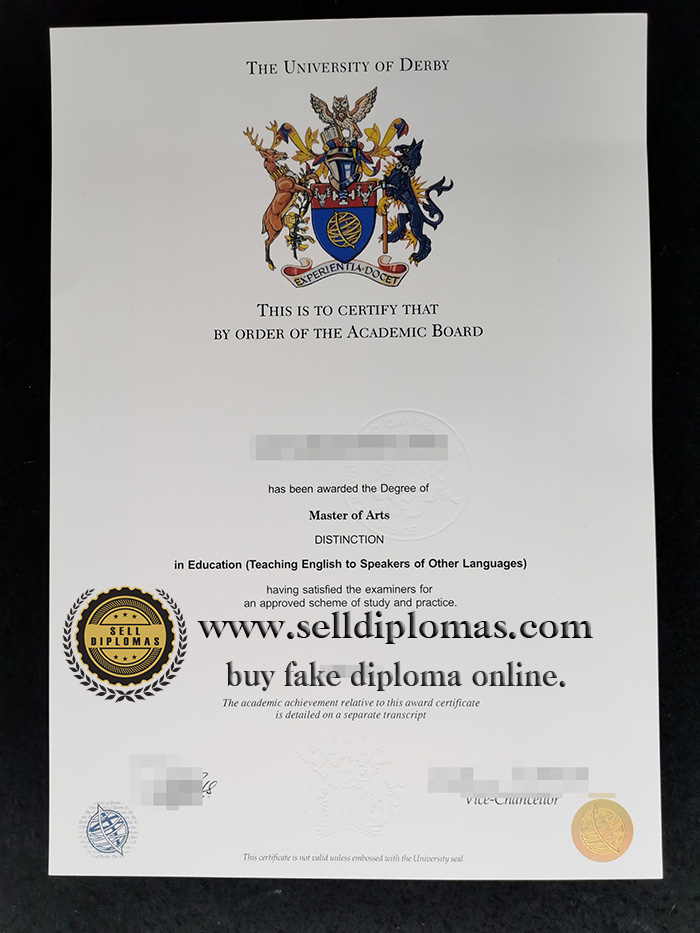 THE UNIVERSITY OF DERBY
EXPERIENTIA DOCET
THIS IS TO CERTIFY THAT
BY ORDER OF THE ACADEMIC BOARD
has been awarded the Degree of
Master of Arts
DISTINCTION
in Education (Teaching English to Speakers of Other Languages)
having satisfied the examiners for
an approved scheme of study and practice.
SELL
DIPLOMAS
www.selldiplomas.com
buy fake diploma online.
The academic achievement relative to this award certificate
is detailed on a separate transcript
Vice-Chancellor
This certificate is not valid unless embossed with the University seal.